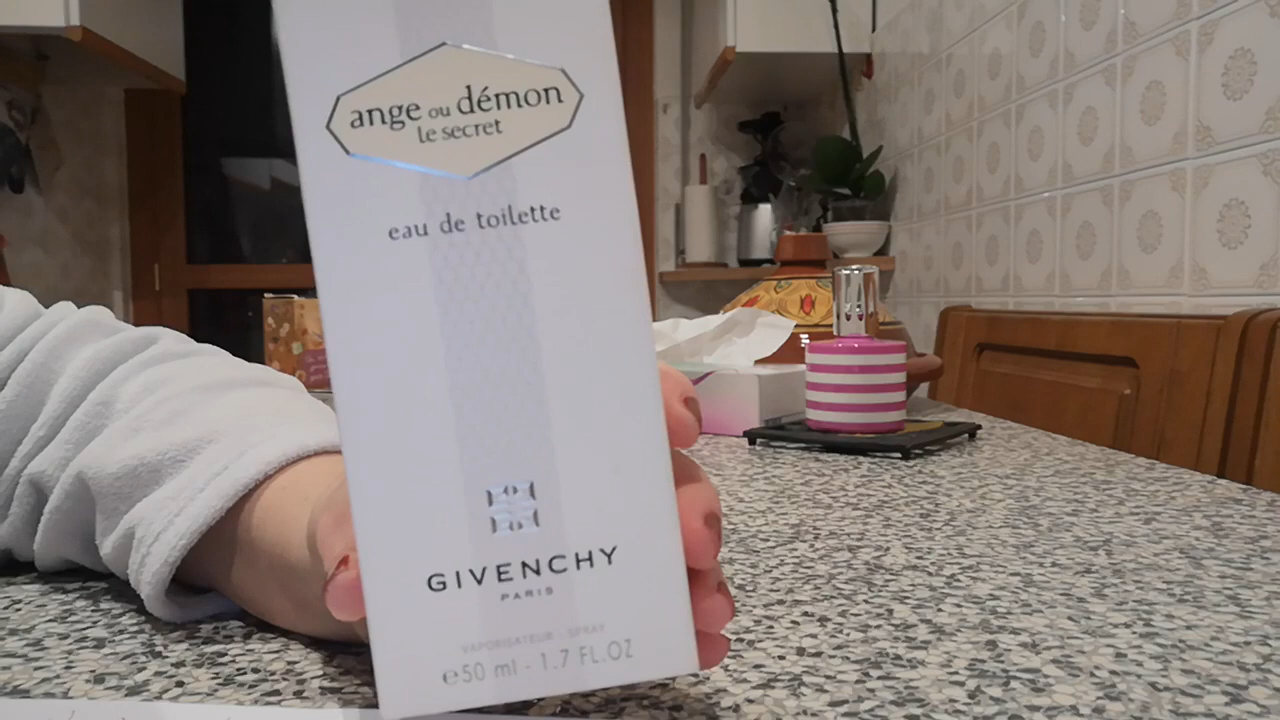 ange ou démon
le secret
eau de toilette
GIVENCHY
PARIS
VAPORISATEUR - SPRAY
e50 ml - 1.7 FL.OZ